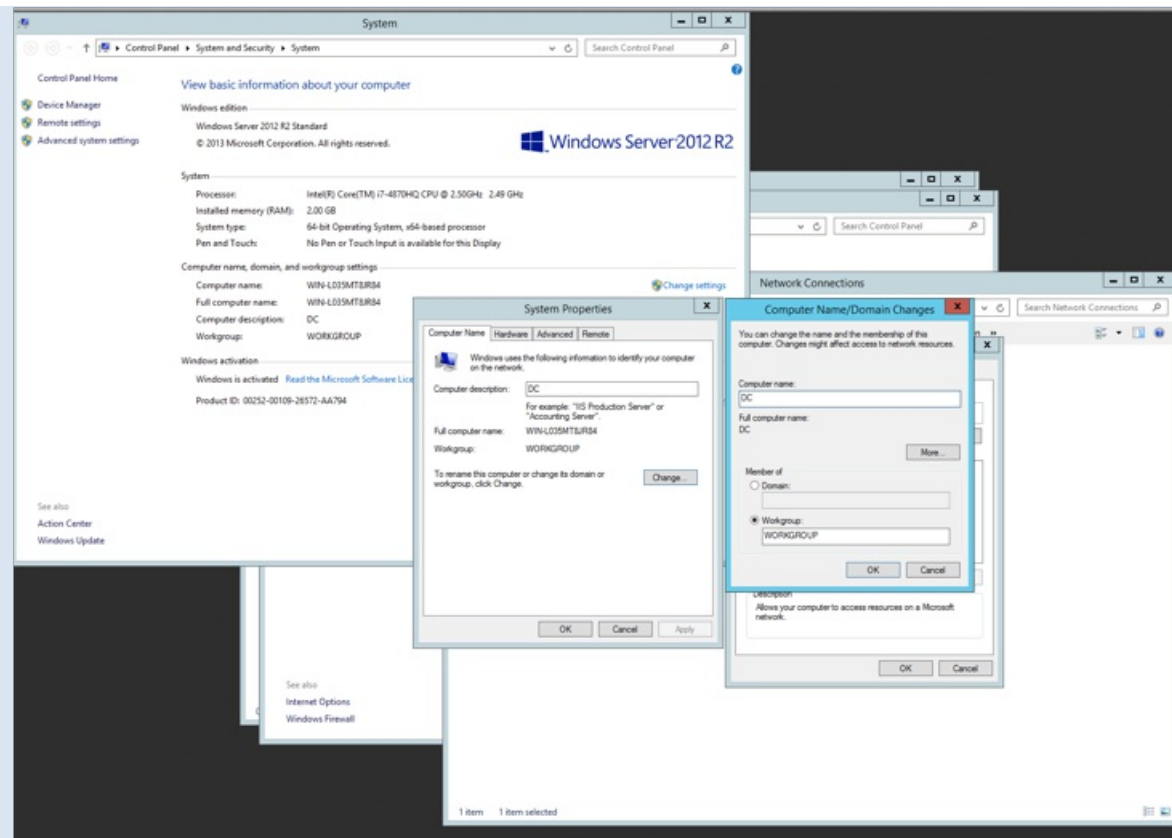 System
Control Panel ▸ System and Security ▸ System
Search Control Panel
Control Panel Home
Device Manager
Remote settings
Advanced system settings
View basic information about your computer
Windows edition
Windows Server 2012 R2 Standard
© 2013 Microsoft Corporation. All rights reserved.
Windows Server 2012 R2
System
Processor: Intel(R) Core(TM) i7-4870HQ CPU @ 2.50GHz 2.49 GHz
Installed memory (RAM): 2.00 GB
System type: 64-bit Operating System, x64-based processor
Pen and Touch: No Pen or Touch Input is available for this Display
Computer name, domain, and workgroup settings
Computer name: WIN-L035MT8JR84
Full computer name: WIN-L035MT8JR84
Computer description: DC
Workgroup: WORKGROUP
Change settings
Windows activation
Windows is activated Read the Microsoft Software Lice
Product ID: 00252-00109-26572-AA794
See also
Action Center
Windows Update
System Properties
Computer Name Hardware Advanced Remote
Windows uses the following information to identify your computer
on the network.
Computer description: DC
For example: "IIS Production Server" or
"Accounting Server".
Full computer name: WIN-L035MT8JR84
Workgroup: WORKGROUP
To rename this computer or change its domain or
workgroup, click Change.
Change...
OK Cancel Apply
Computer Name/Domain Changes
You can change the name and the membership of this
computer. Changes might affect access to network resources.
Computer name:
DC
Full computer name:
DC
More...
Member of
Domain:
Workgroup:
WORKGROUP
OK Cancel
Search Control Panel
Network Connections
Search Network Connections
Description
Allows your computer to access resources on a Microsoft
network.
OK Cancel
See also
Internet Options
Windows Firewall
1 item 1 item selected